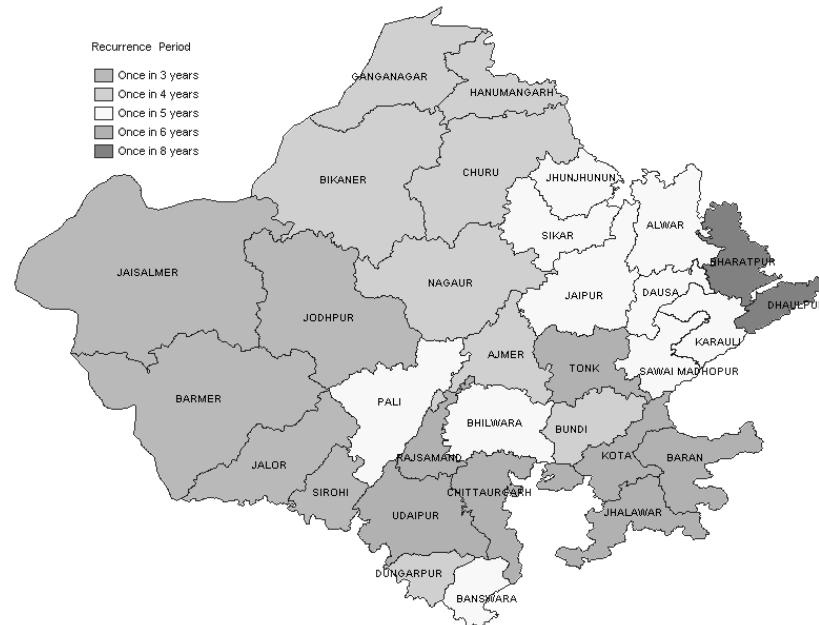 Recurrence Period
Once in 3 years
Once in 4 years
Once in 5 years
Once in 6 years
Once in 8 years
GANGANAGAR
HANUMANGARH
BIKANER
CHURU
JHUNJHUNUN
SIKAR
ALWAR
BHARATPUR
JAISALMER
NAGAUR
JAIPUR
DAUSA
DHAULPUR
JODHPUR
KARAULI
AJMER
TONK
SAWAI MADHOPUR
BARMER
PALI
BHILWARA
BUNDI
JALOR
RAJSAMAND
KOTA
BARAN
SIROHI
CHITTAURGARH
UDAIPUR
JHALAWAR
DUNGARPUR
BANSWARA